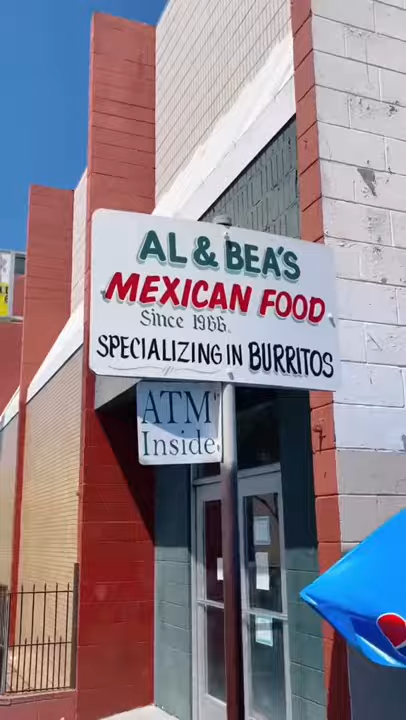 AL & BEA'S
MEXICAN FOOD
Since 1966.
SPECIALIZING IN BURRITOS
ATM
Inside